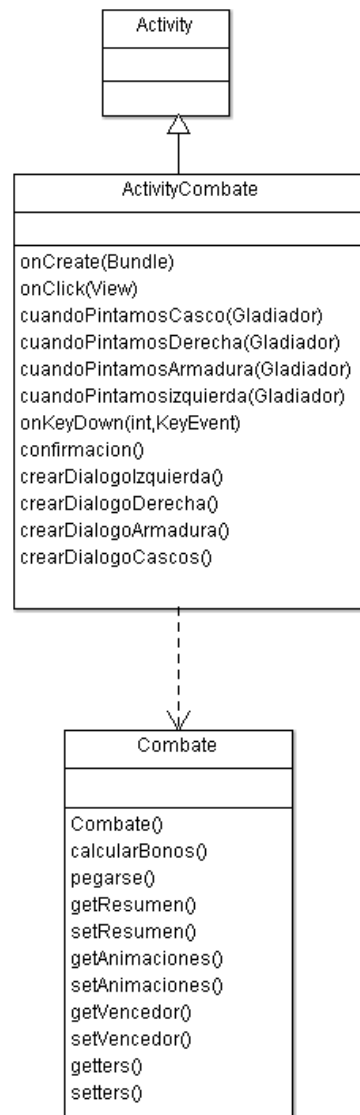 Activity
ActivityCombate
onCreate(Bundle)
onClick(View)
cuandoPintamosCasco(Gladiador)
cuandoPintamosDerecha(Gladiador)
cuandoPintamosArmadura(Gladiador)
cuandoPintamosizquierda(Gladiador)
onKeyDown(int,KeyEvent)
confirmacion()
crearDialogoIzquierda()
crearDialogoDerecha()
crearDialogoArmadura()
crearDialogoCascos()
Combate
Combate()
calcularBonos()
pegarse()
getResumen()
setResumen()
getAnimaciones()
setAnimaciones()
getVencedor()
setVencedor()
getters()
setters()